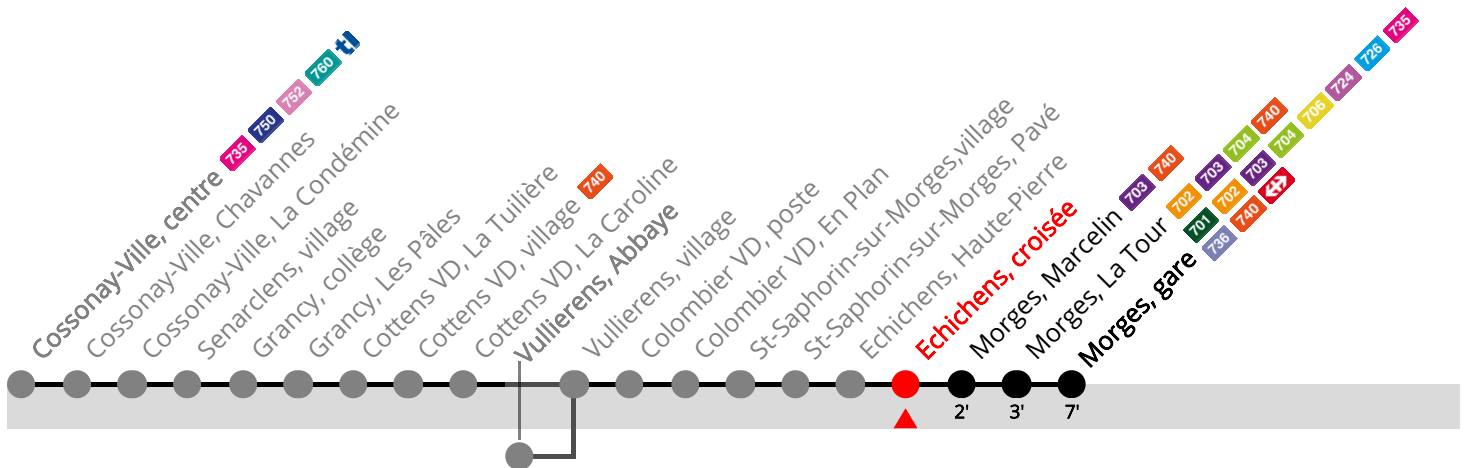 Cossonay-Ville, centre 735 750 752 760 tl
Cossonay-Ville, Chavannes
Cossonay-Ville, La Condémine
Senarclens, village
Grancy, collège
Grancy, Les Pâles
Cottens VD, La Tuilière
Cottens VD, village 740
Cottens VD, La Caroline
Vullierens, Abbaye
Vullierens, village
Colombier VD, poste
Colombier VD, En Plan
St-Saphorin-sur-Morges,village
St-Saphorin-sur-Morges, Pavé
Echichens, Haute-Pierre
Echichens, croisée
Morges, Marcelin 703 740
Morges, La Tour 702 703 704 740
Morges, gare
701 702 703 704 706 724 726 735
736 740
2' 3' 7'